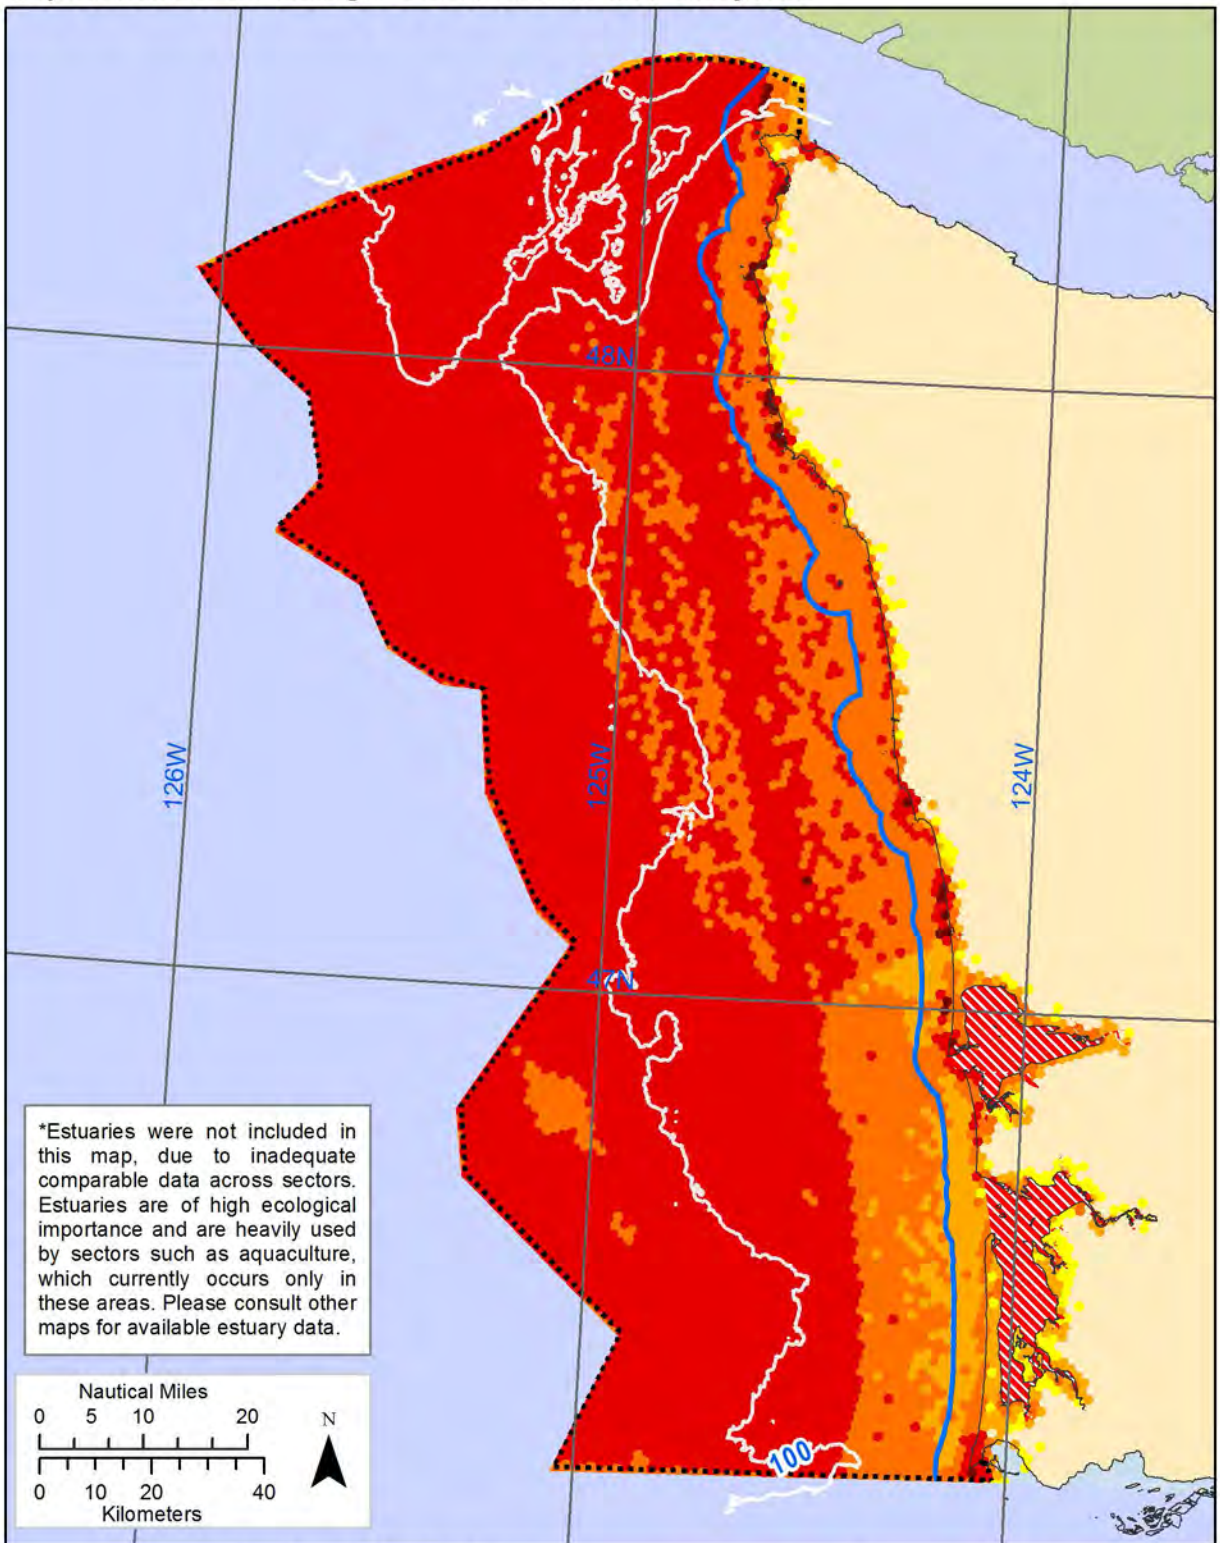 48N
126W
125W
124W
47N
*Estuaries were not included in
this map, due to inadequate
comparable data across sectors.
Estuaries are of high ecological
importance and are heavily used
by sectors such as aquaculture,
which currently occurs only in
these areas. Please consult other
maps for available estuary data.
Nautical Miles
0 5 10 20
N
0 10 20 40
Kilometers
100